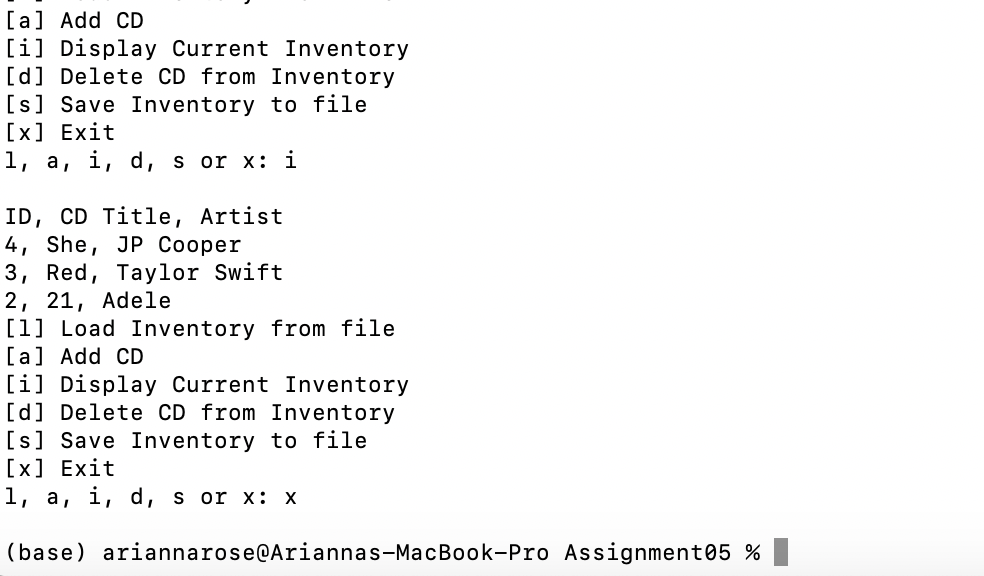 [a] Add CD
[i] Display Current Inventory
[d] Delete CD from Inventory
[s] Save Inventory to file
[x] Exit
l, a, i, d, s or x: i
ID, CD Title, Artist
4, She, JP Cooper
3, Red, Taylor Swift
2, 21, Adele
[l] Load Inventory from file
[a] Add CD
[i] Display Current Inventory
[d] Delete CD from Inventory
[s] Save Inventory to file
[x] Exit
l, a, i, d, s or x: x
(base) ariannarose@Ariannas-MacBook-Pro Assignment05 %